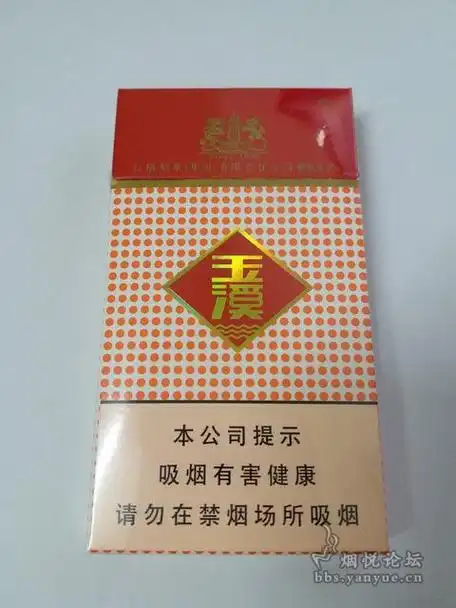 玉溪
本公司提示
吸烟有害健康
请勿在禁烟场所吸烟
烟悦论坛
bbs.yanyue.cn